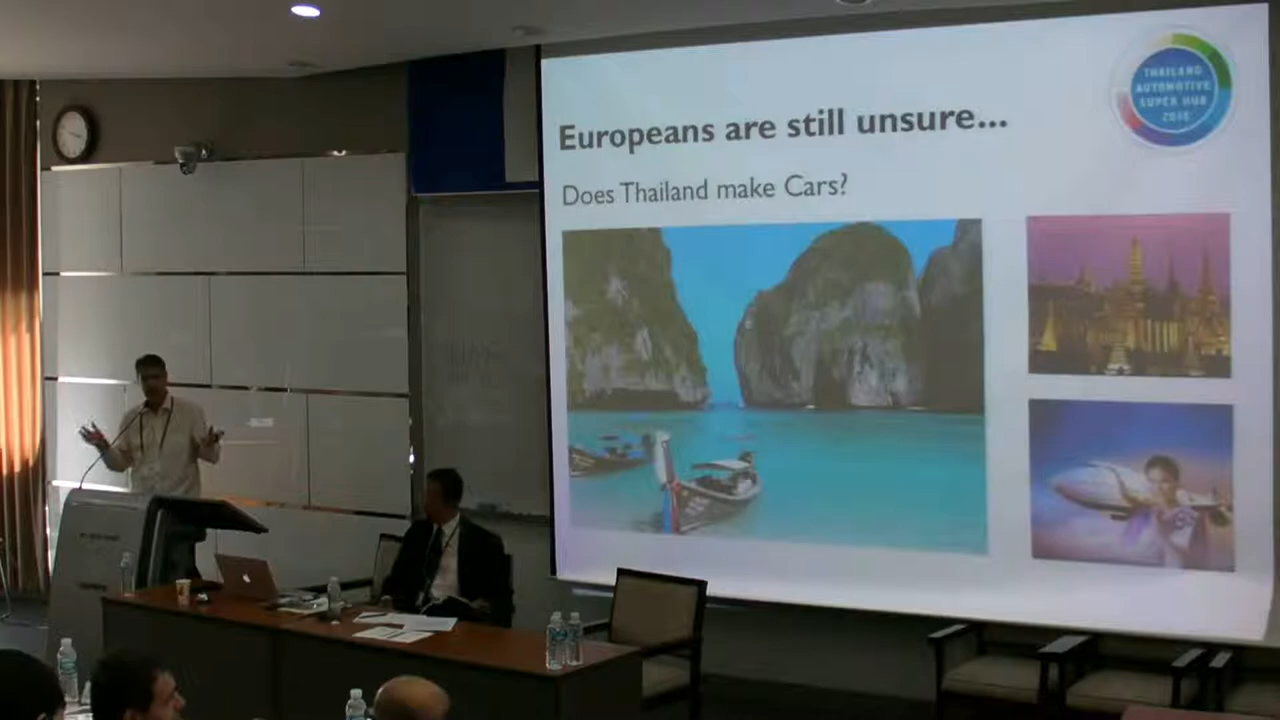 Europeans are still unsure...
Does Thailand make Cars?
THAILAND
AUTOMOTIVE
SUPER HUB